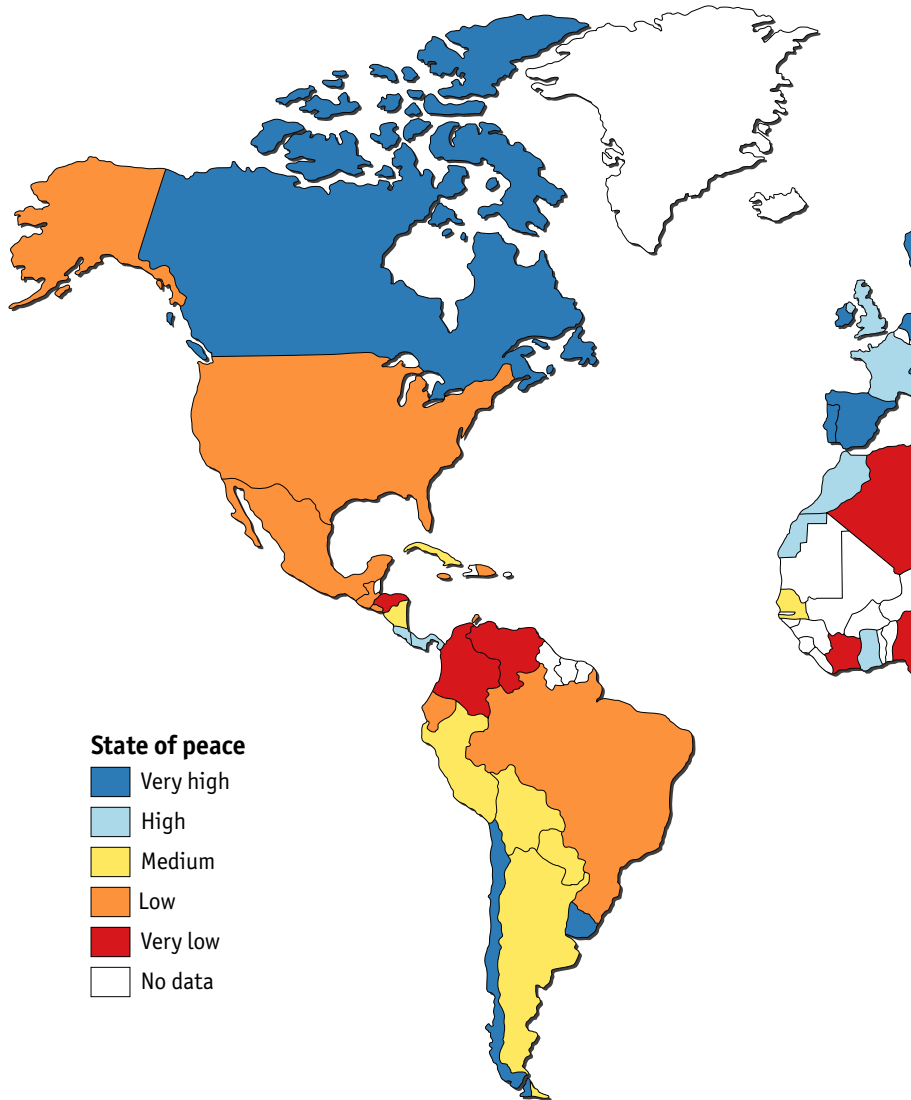 State of peace
Very high
High
Medium
Low
Very low
No data